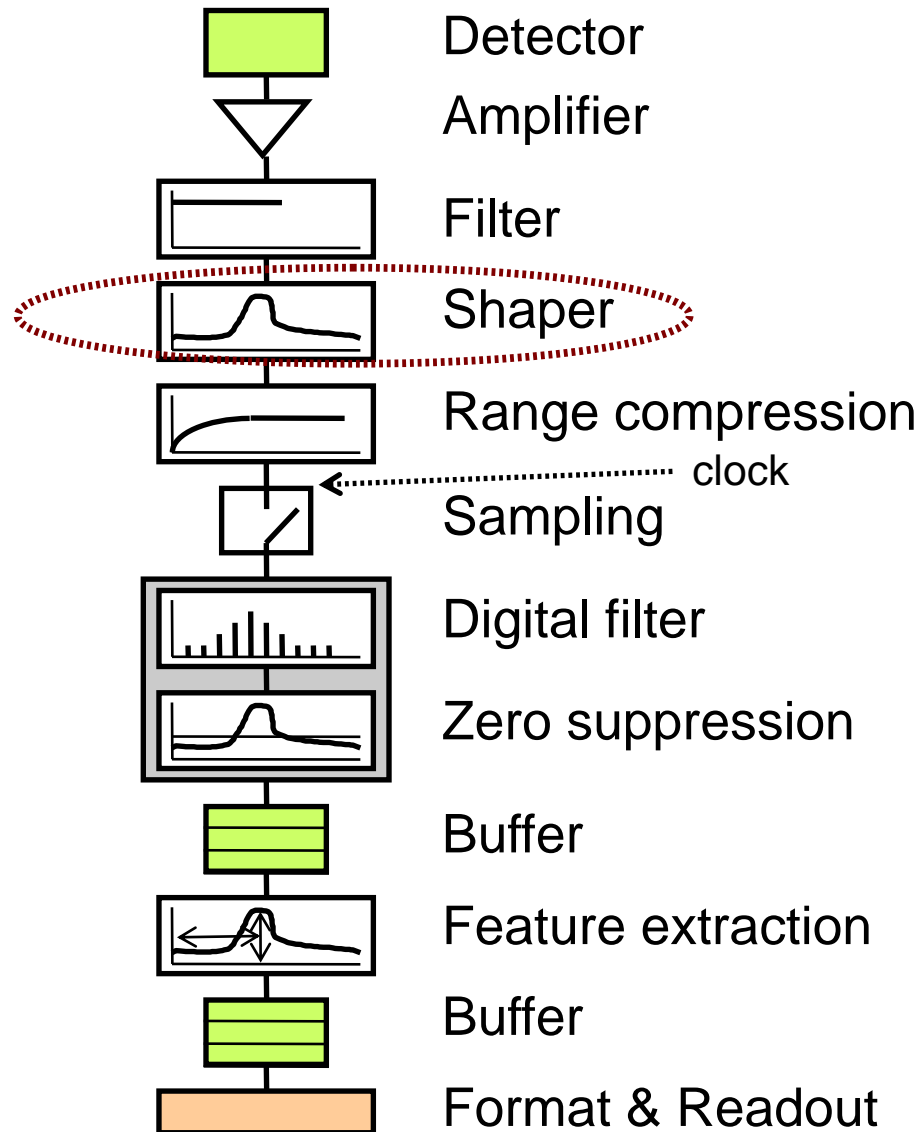 Detector
Amplifier
Filter
Shaper
Range compression
clock
Sampling
Digital filter
Zero suppression
Buffer
Feature extraction
Buffer
Format & Readout